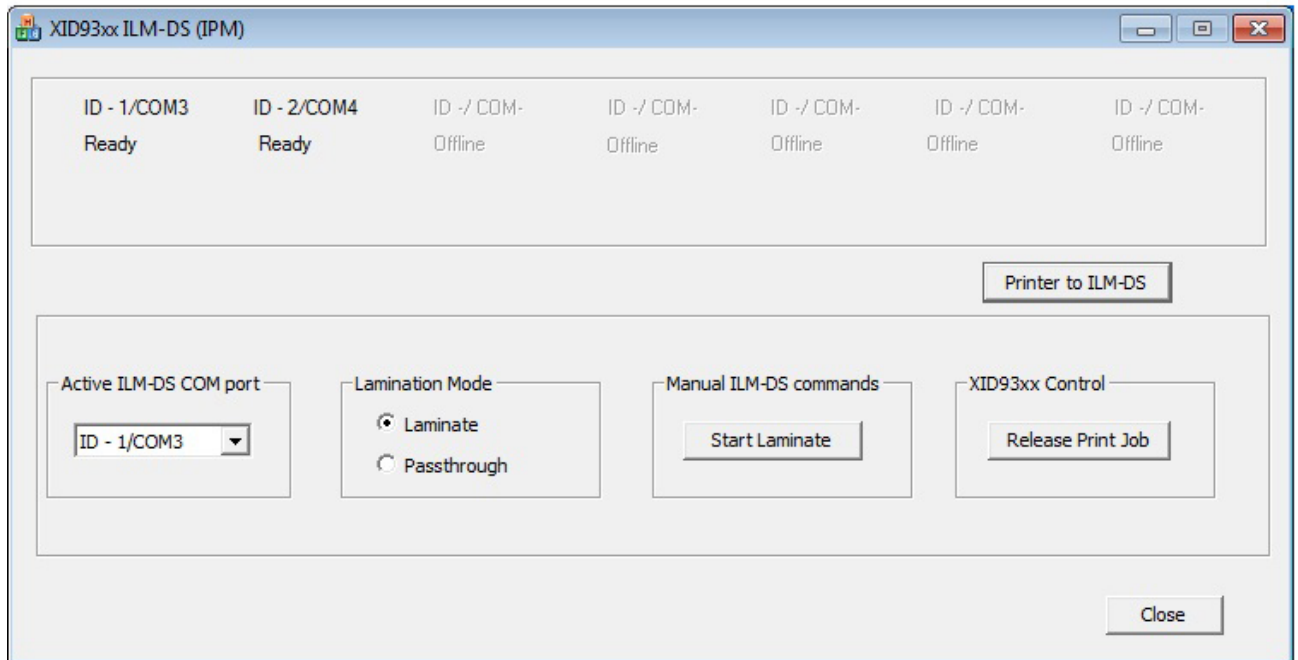 XID93xx ILM-DS (IPM)
ID - 1/COM3 ID - 2/COM4 ID -/ COM- ID -/ COM- ID -/ COM- ID -/ COM- ID -/ COM-
Ready Ready Offline Offline Offline Offline Offline
Printer to ILM-DS
Active ILM-DS COM port Lamination Mode Manual ILM-DS commands XID93xx Control
ID - 1/COM3 Laminate Start Laminate Release Print Job
Passthrough
Close